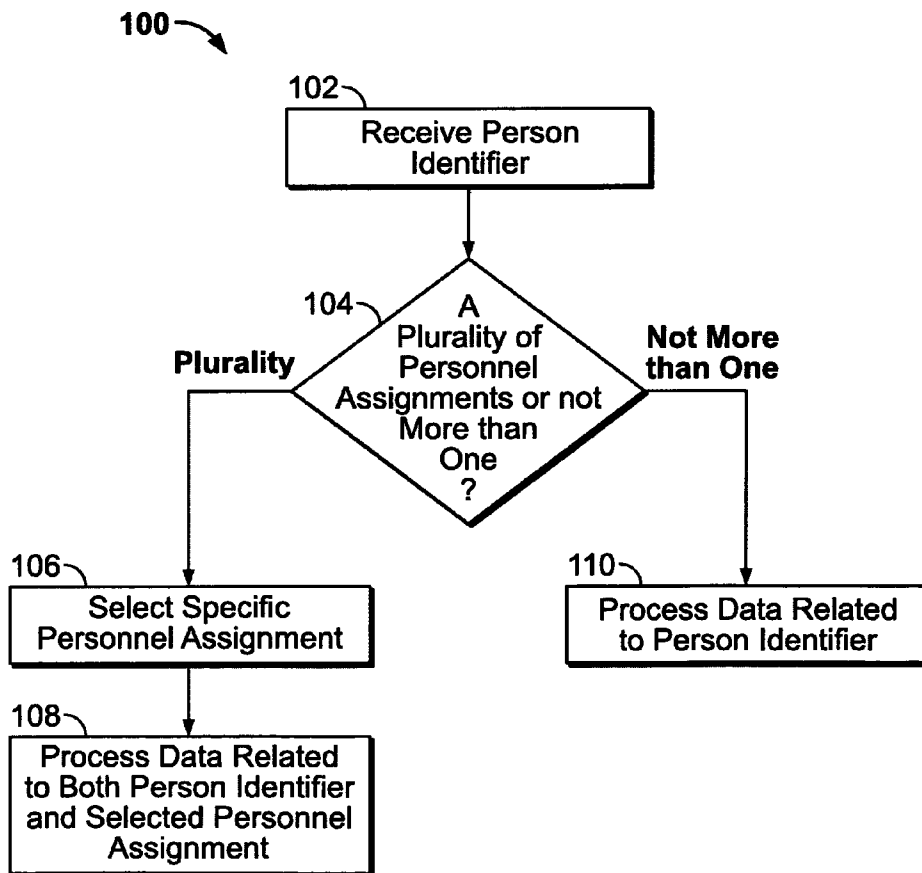 100
102
Receive Person
Identifier
104
A
Plurality of
Personnel
Assignments or not
More than
One
?
Plurality
Not More
than One
106
Select Specific
Personnel Assignment
110
Process Data Related
to Person Identifier
108
Process Data Related
to Both Person Identifier
and Selected Personnel
Assignment